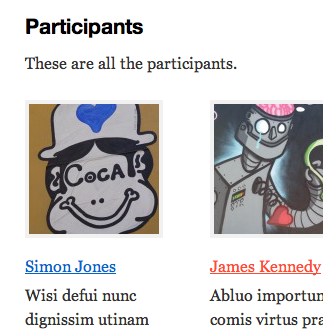 Participants
These are all the participants.
COCA
Simon Jones
James Kennedy
Wisi defui nunc
dignissim utinam
Abluo importun
comis virtus pra